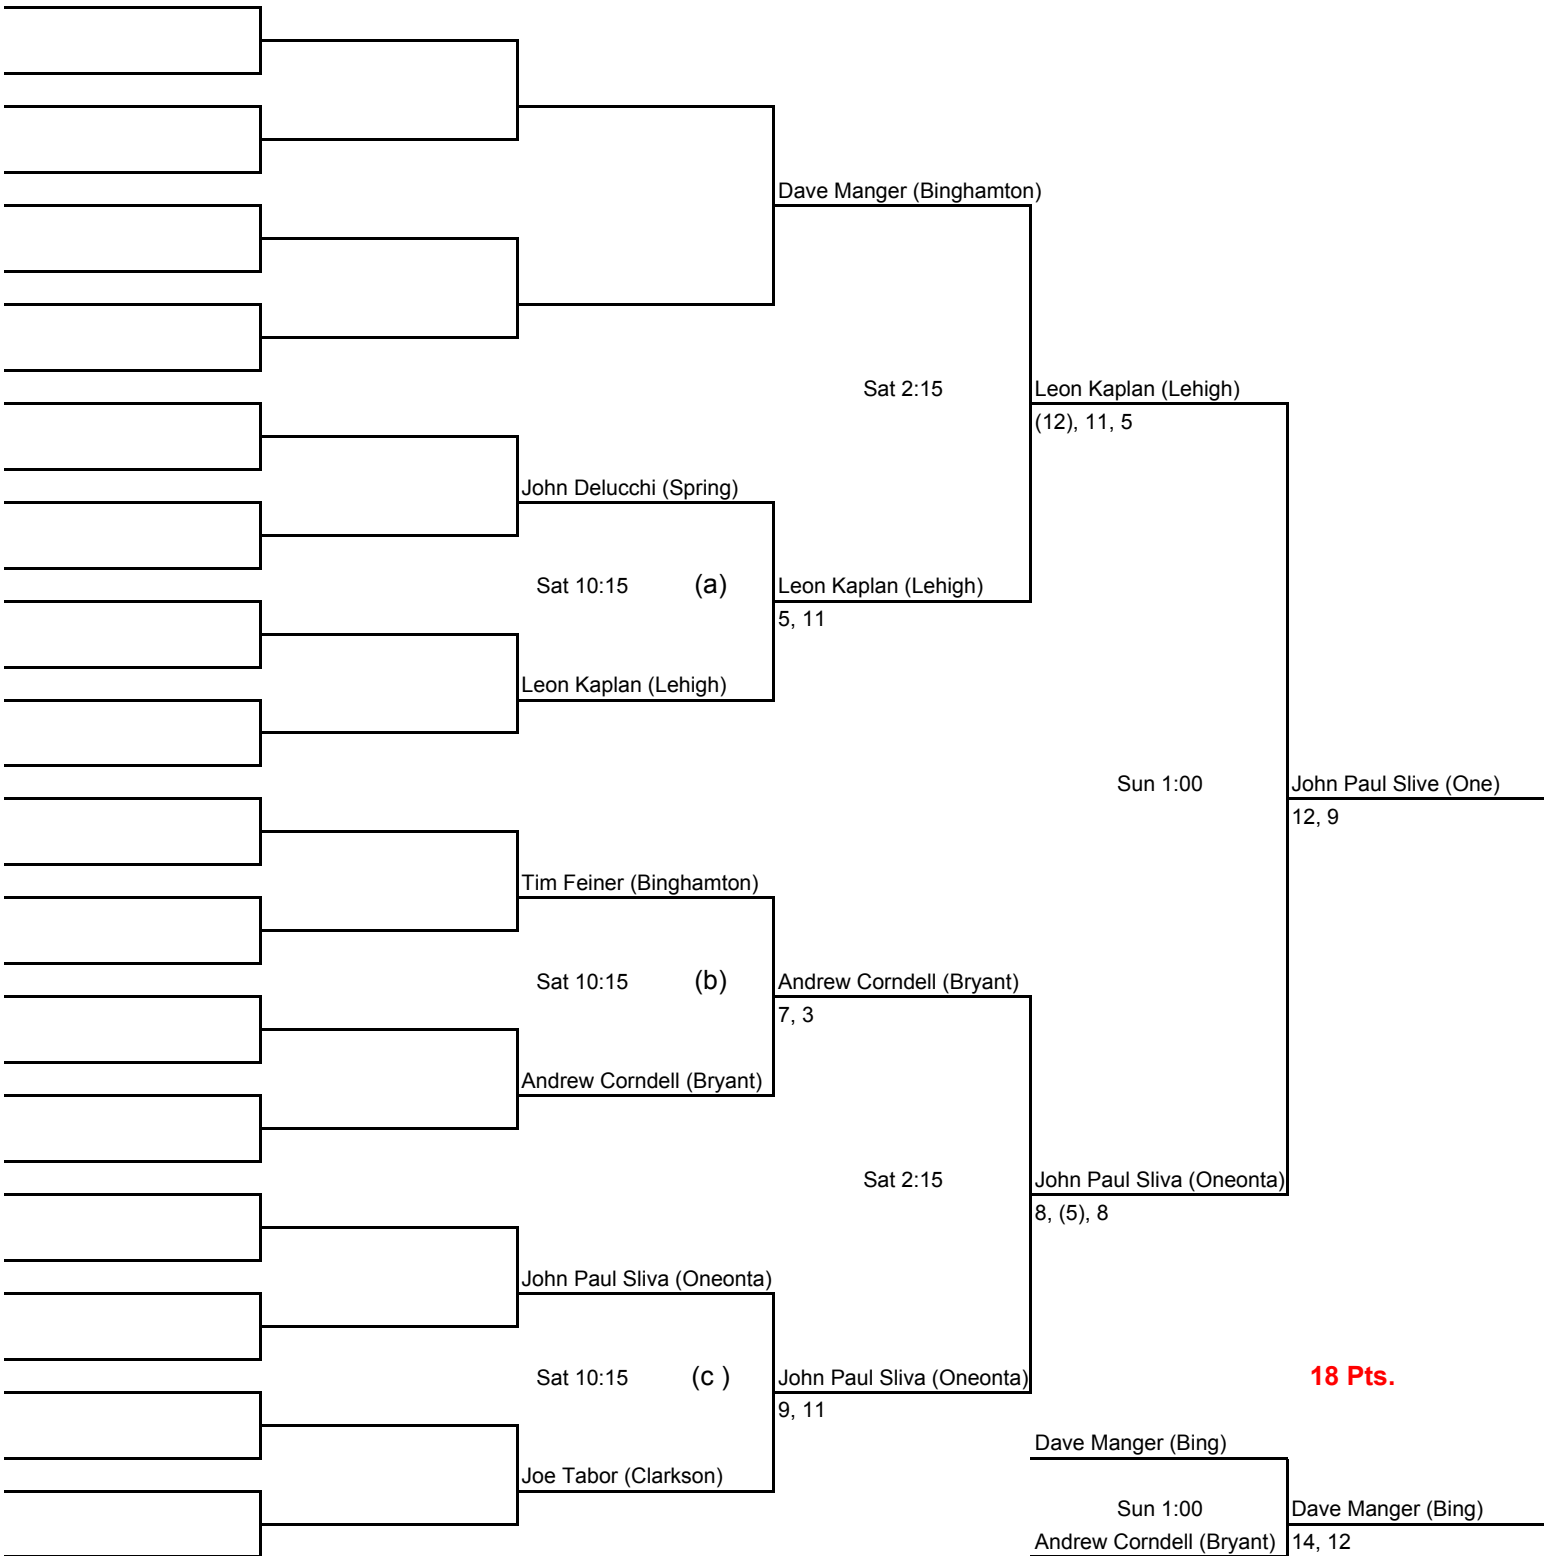 Dave Manger (Binghamton)
Sat 2:15
Leon Kaplan (Lehigh)
(12), 11, 5
John Delucchi (Spring)
Sat 10:15 (a)
Leon Kaplan (Lehigh)
5, 11
Leon Kaplan (Lehigh)
Sun 1:00
John Paul Slive (One)
12, 9
Tim Feiner (Binghamton)
Sat 10:15 (b)
Andrew Corndell (Bryant)
7, 3
Andrew Corndell (Bryant)
Sat 2:15
John Paul Sliva (Oneonta)
8, (5), 8
John Paul Sliva (Oneonta)
Sat 10:15 (c )
John Paul Sliva (Oneonta)
9, 11
18 Pts.
Dave Manger (Bing)
Joe Tabor (Clarkson)
Sun 1:00
Dave Manger (Bing)
Andrew Corndell (Bryant)
14, 12